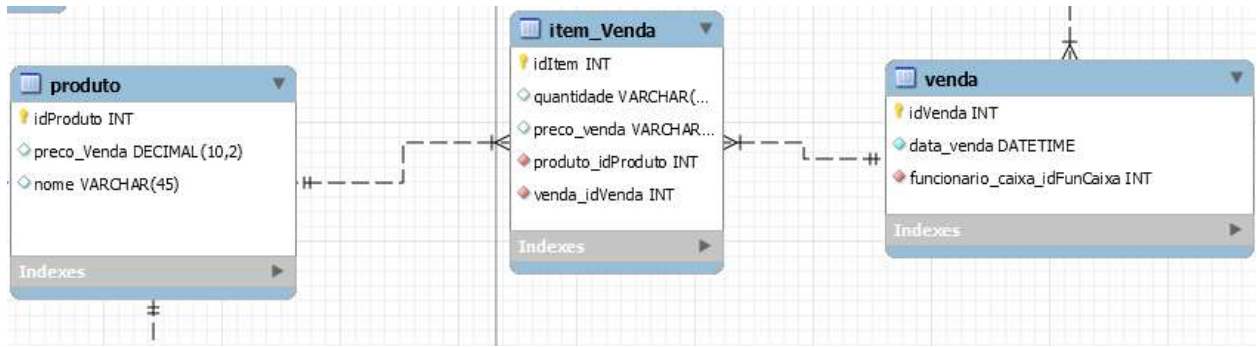 produto
idProduto INT
preco_Venda DECIMAL(10,2)
nome VARCHAR(45)
Indexes
item_Venda
idItem INT
quantidade VARCHAR(...
preco_venda VARCHAR...
produto_idProduto INT
venda_idVenda INT
Indexes
venda
idVenda INT
data_venda DATETIME
funcionario_caixa_idFunCaixa INT
Indexes